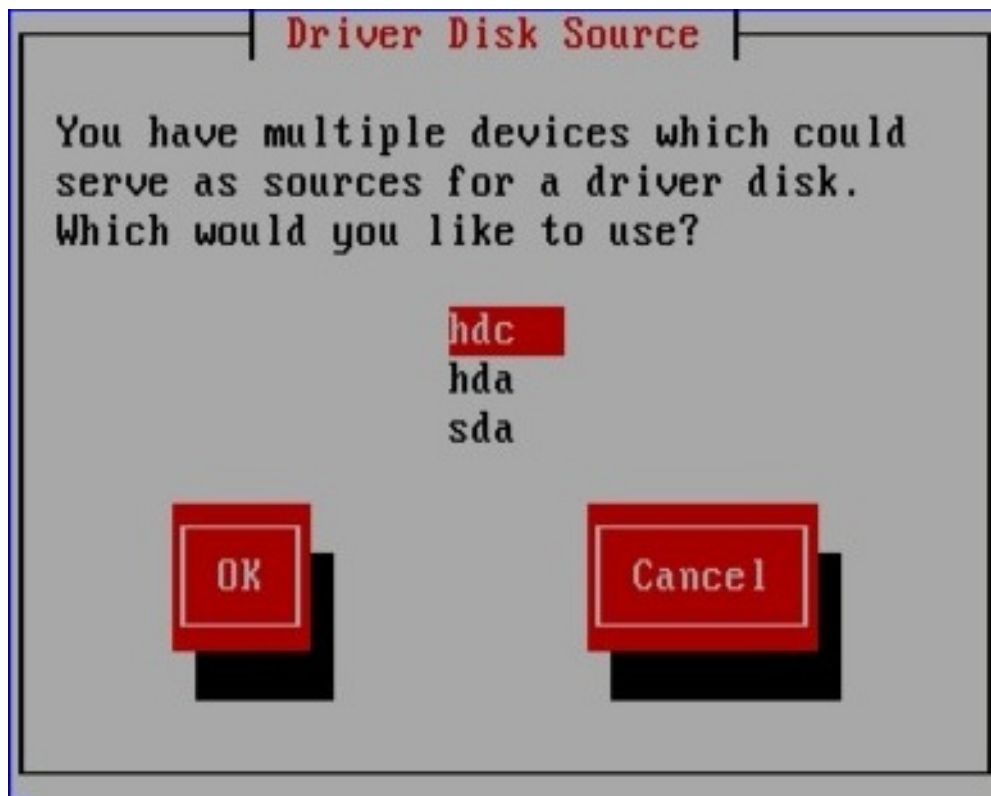 Driver Disk Source
You have multiple devices which could
serve as sources for a driver disk.
Which would you like to use?
hdc
hda
sda
OK Cancel